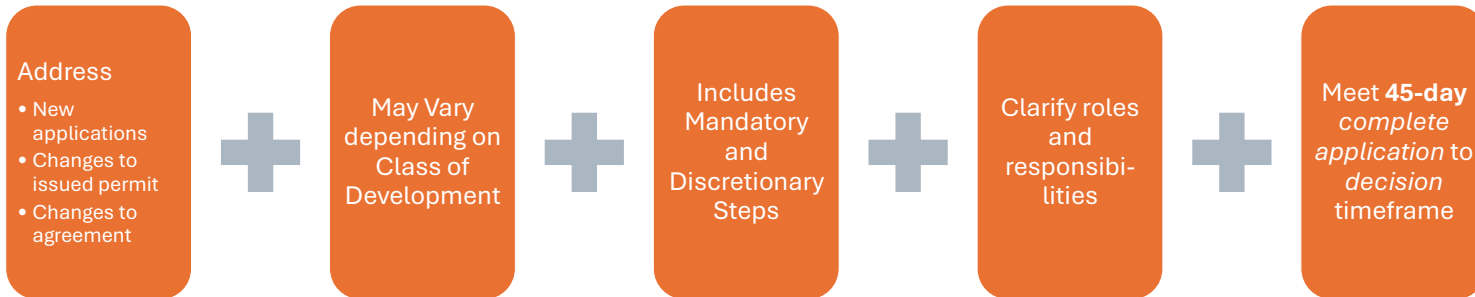 Address
• New
applications
• Changes to
issued permit
• Changes to
agreement
May Vary
depending on
Class of
Development
Includes
Mandatory
and
Discretionary
Steps
Clarify roles
and
responsibi-
lities
Meet 45-day
complete
application to
decision
timeframe